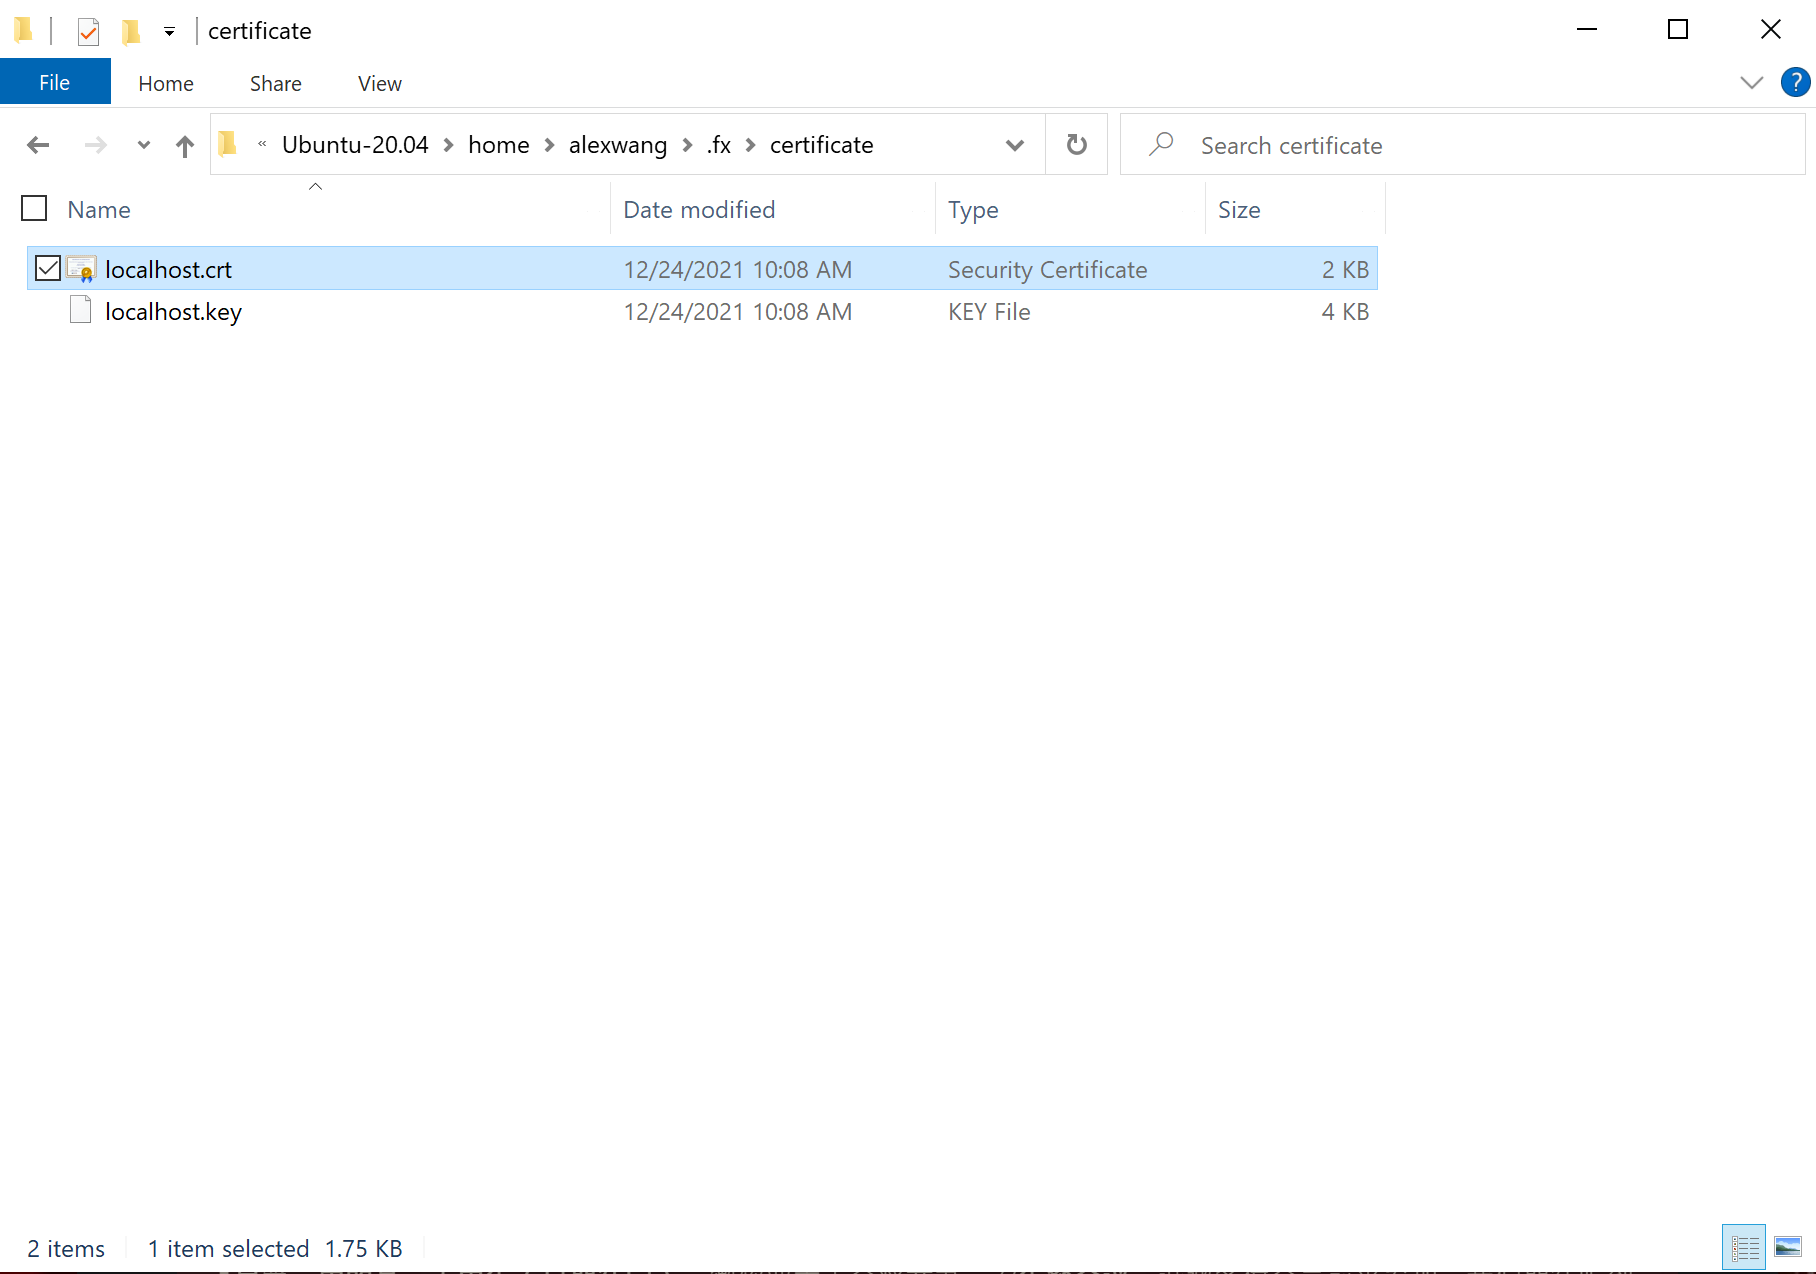 certificate
File Home Share View
« Ubuntu-20.04 home alexwang .fx certificate Search certificate
Name Date modified Type Size
localhost.crt 12/24/2021 10:08 AM Security Certificate 2 KB
localhost.key 12/24/2021 10:08 AM KEY File 4 KB
2 items 1 item selected 1.75 KB